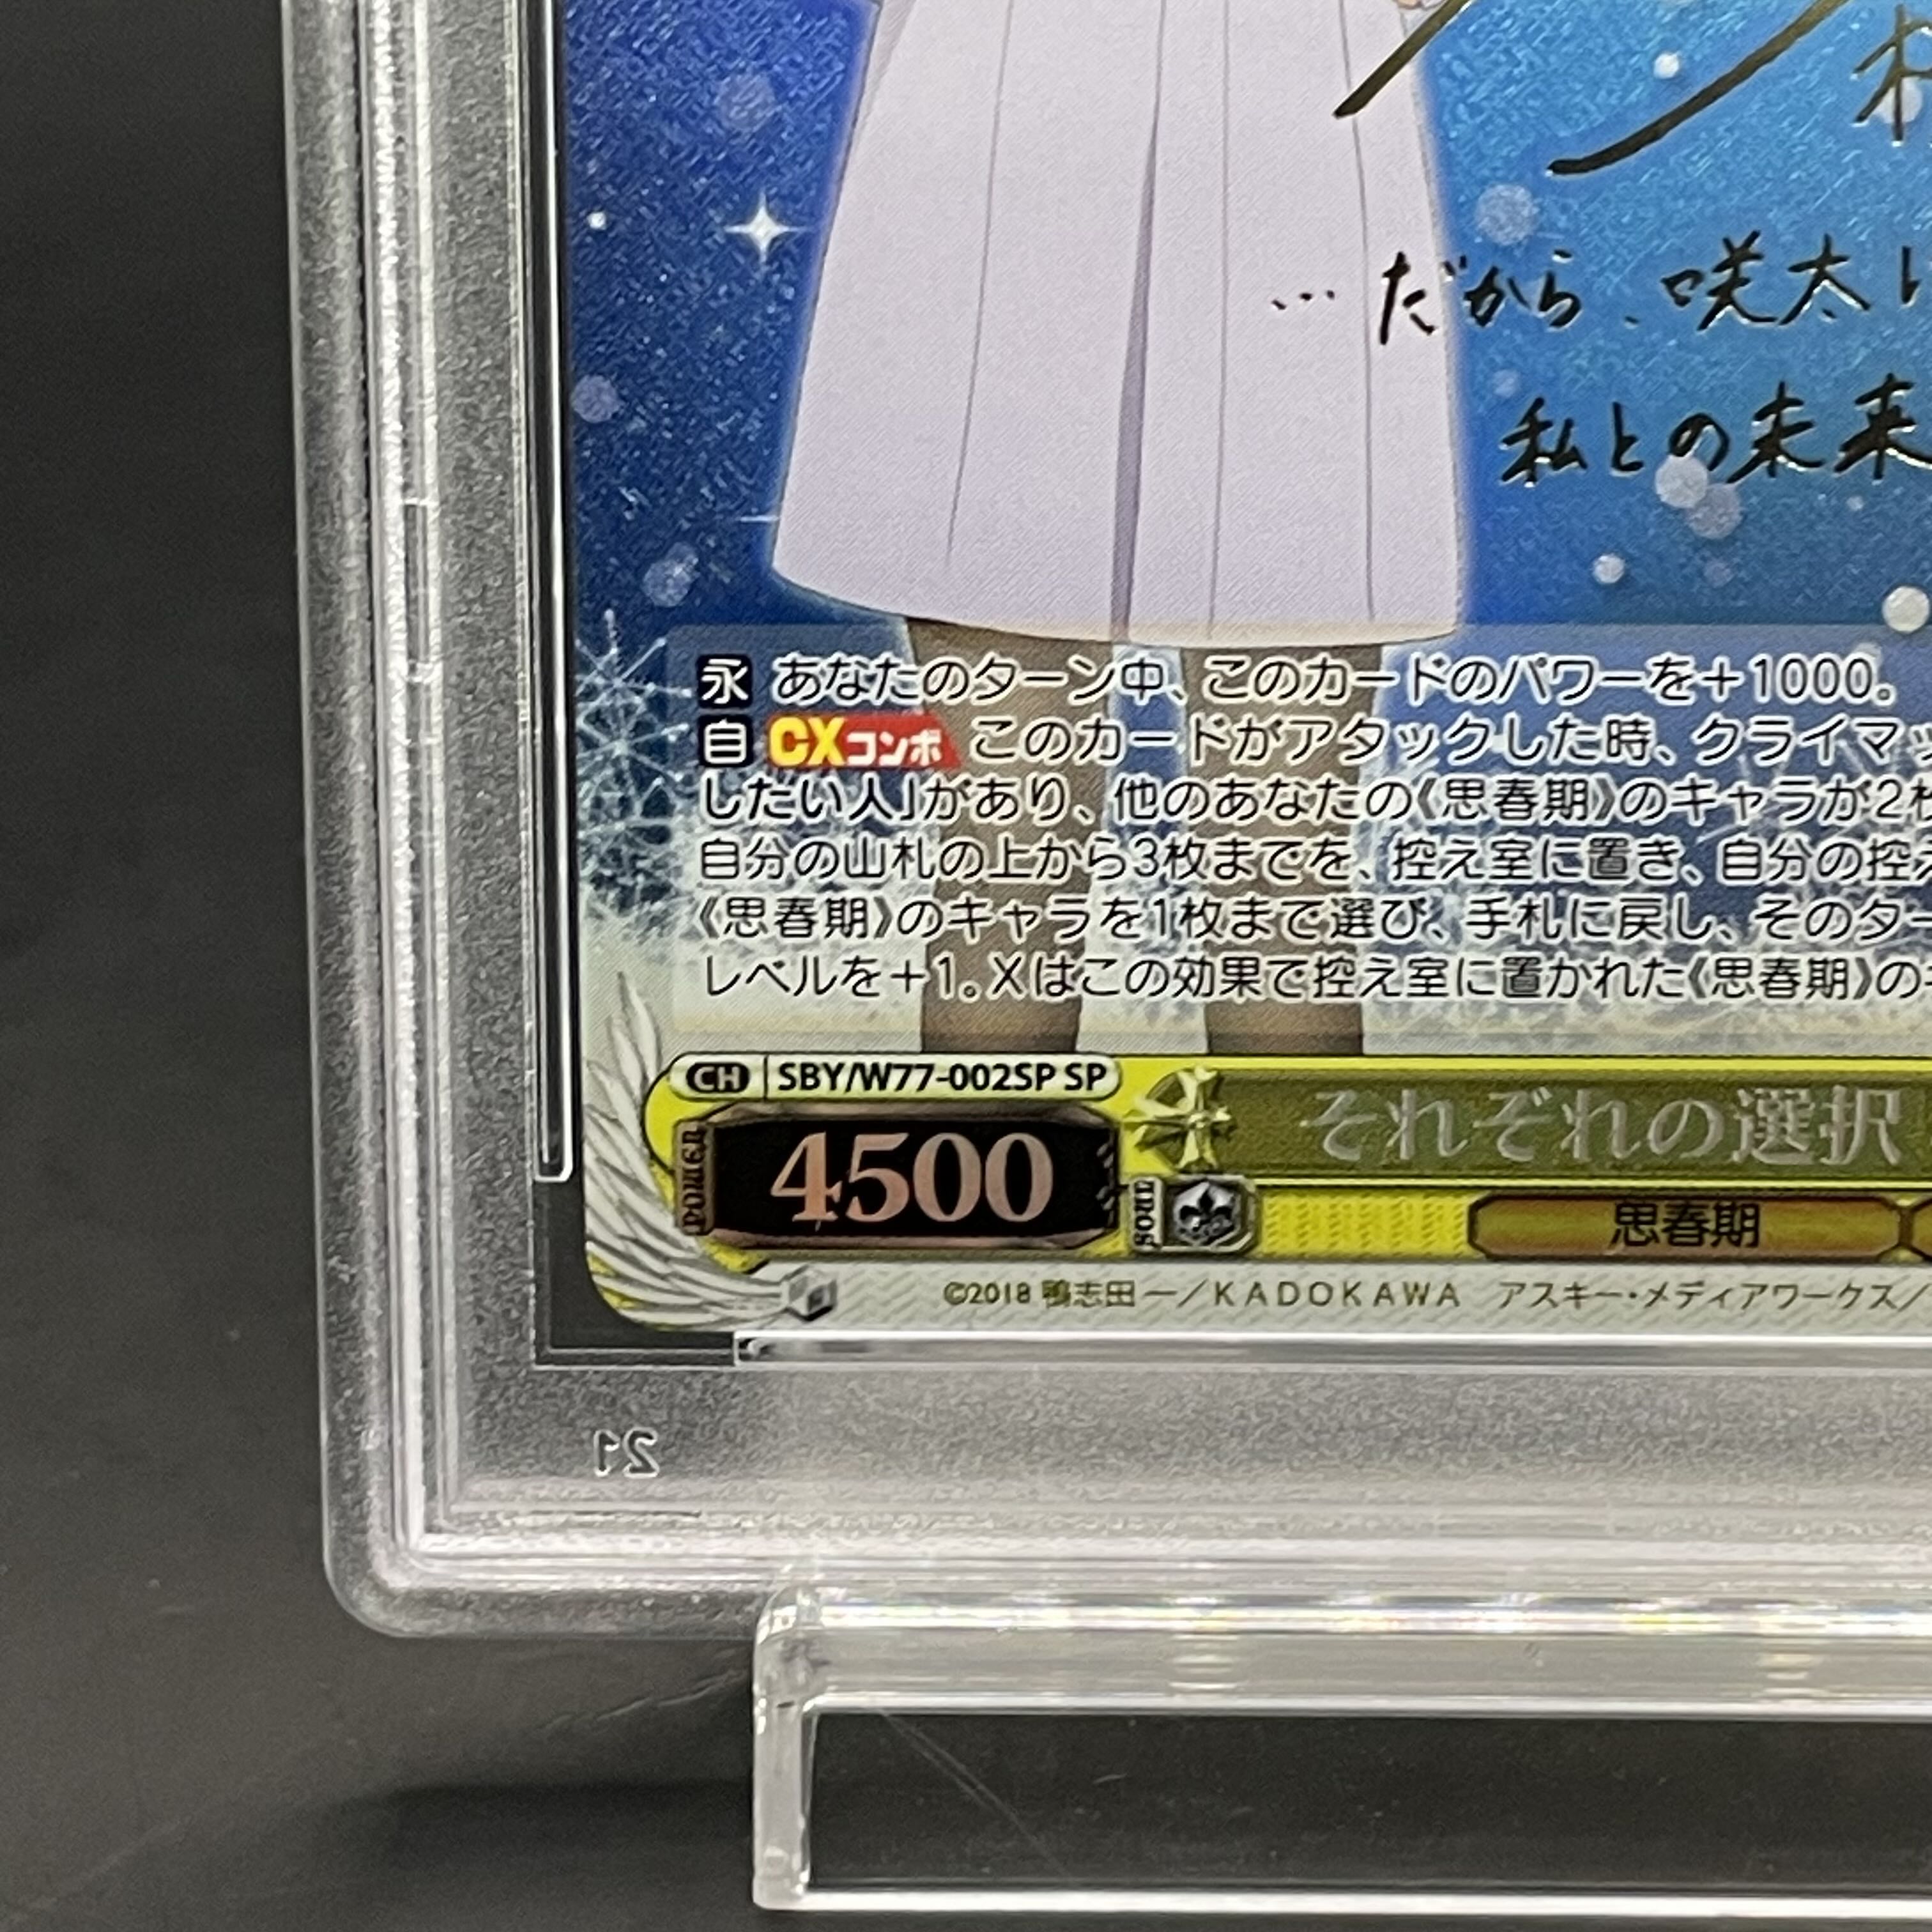 …だから、咲太に
私との未来
永 あなたのターン中、このカードのパワーを＋1000。
自 CXコンボ このカードがアタックした時、クライマッ
したい人」があり、他のあなたの《思春期》のキャラが2枚
自分の山札の上から3枚までを、控え室に置き、自分の控え
《思春期》のキャラを1枚まで選び、手札に戻し、そのター
レベルを＋1。Xはこの効果で控え室に置かれた《思春期》の
CH SBY/W77-002SP SP
それぞれの選択
POWER 4500
SOUL
思春期
©2018 鴨志田 一／KADOKAWA アスキー・メディアワークス／
21